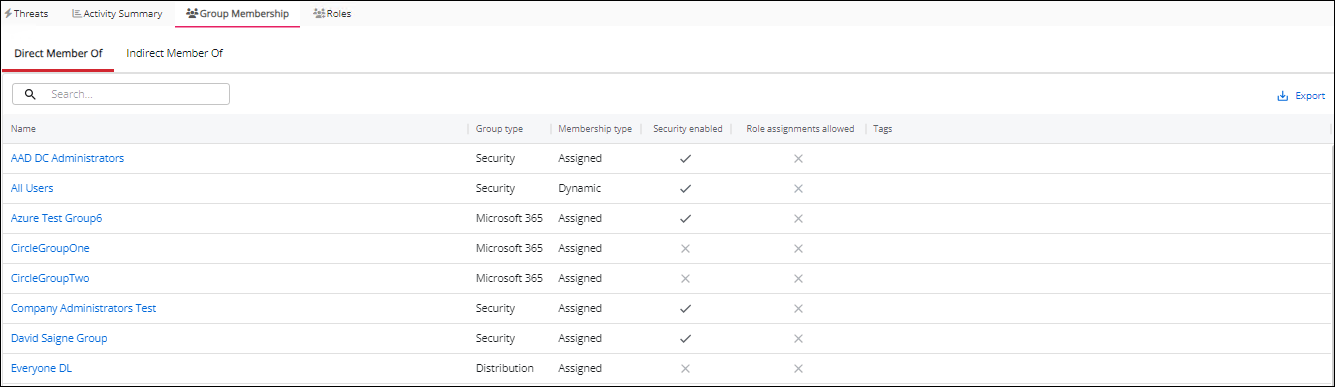 Threats Activity Summary Group Membership Roles
Direct Member Of Indirect Member Of
Search... Export
Name Group type Membership type Security enabled Role assignments allowed Tags
AAD DC Administrators Security Assigned
All Users Security Dynamic
Azure Test Group6 Microsoft 365 Assigned
CircleGroupOne Microsoft 365 Assigned
CircleGroupTwo Microsoft 365 Assigned
Company Administrators Test Security Assigned
David Saigne Group Security Assigned
Everyone DL Distribution Assigned